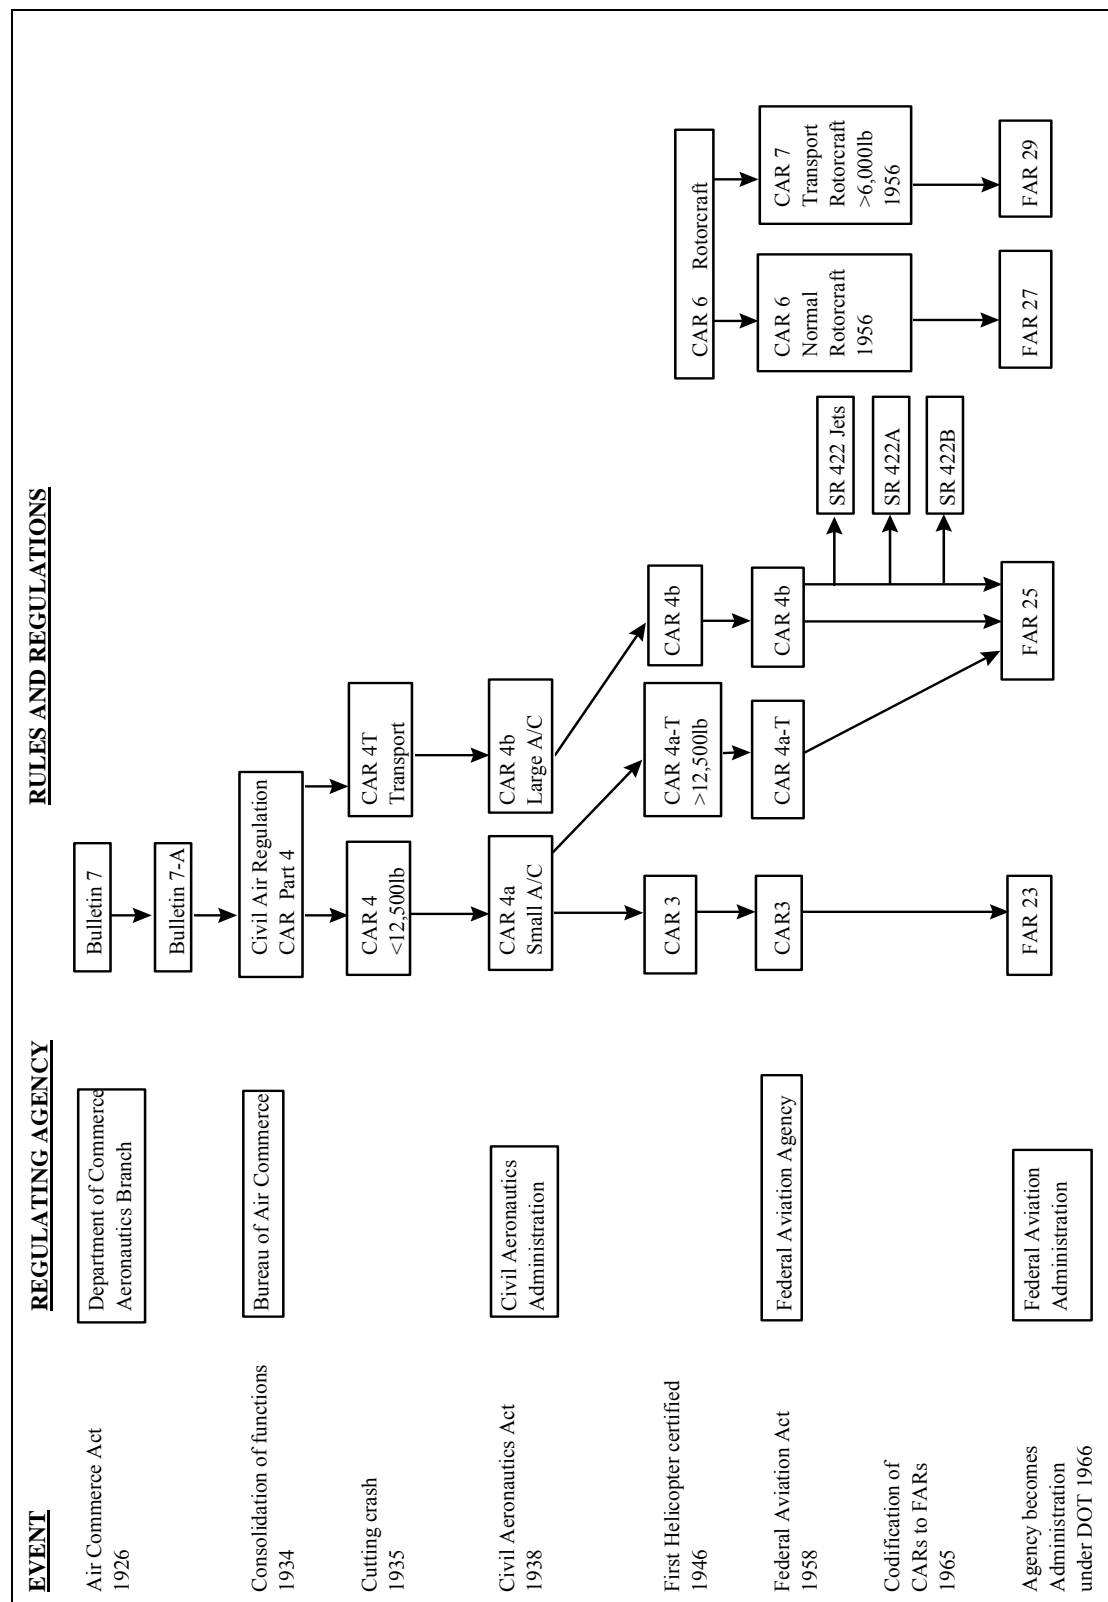 EVENT
REGULATING AGENCY
RULES AND REGULATIONS
Air Commerce Act
1926
Department of Commerce
Aeronautics Branch
Bulletin 7
Bulletin 7-A
Consolidation of functions
1934
Bureau of Air Commerce
Civil Air Regulation
CAR Part 4
Cutting crash
1935
CAR 4
<12,500lb
CAR 4T
Transport
Civil Aeronautics Act
1938
Civil Aeronautics
Administration
CAR 4a
Small A/C
CAR 4b
Large A/C
First Helicopter certified
1946
CAR 3
CAR 4a-T
>12,500lb
CAR 4b
CAR 6 Rotorcraft
Federal Aviation Act
1958
Federal Aviation Agency
CAR3
CAR 4a-T
CAR 4b
CAR 6
Normal
Rotorcraft
1956
CAR 7
Transport
Rotorcraft
>6,000lb
1956
SR 422 Jets
SR 422A
SR 422B
Codification of
CARs to FARs
1965
Agency becomes
Administration
under DOT 1966
Federal Aviation
Administration
FAR 23
FAR 25
FAR 27
FAR 29